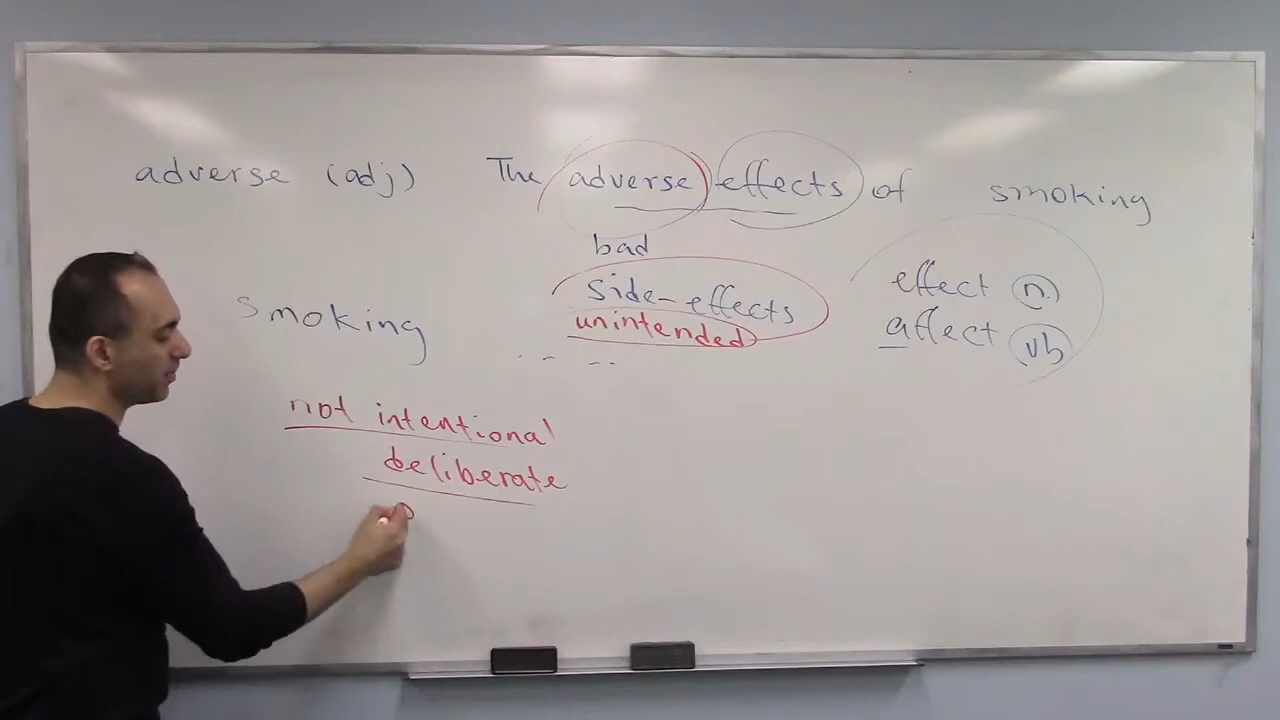 adverse (adj) The adverse effects of smoking
bad
side-effects
unintended
effect n.
affect vb
smoking
not intentional
deliberate